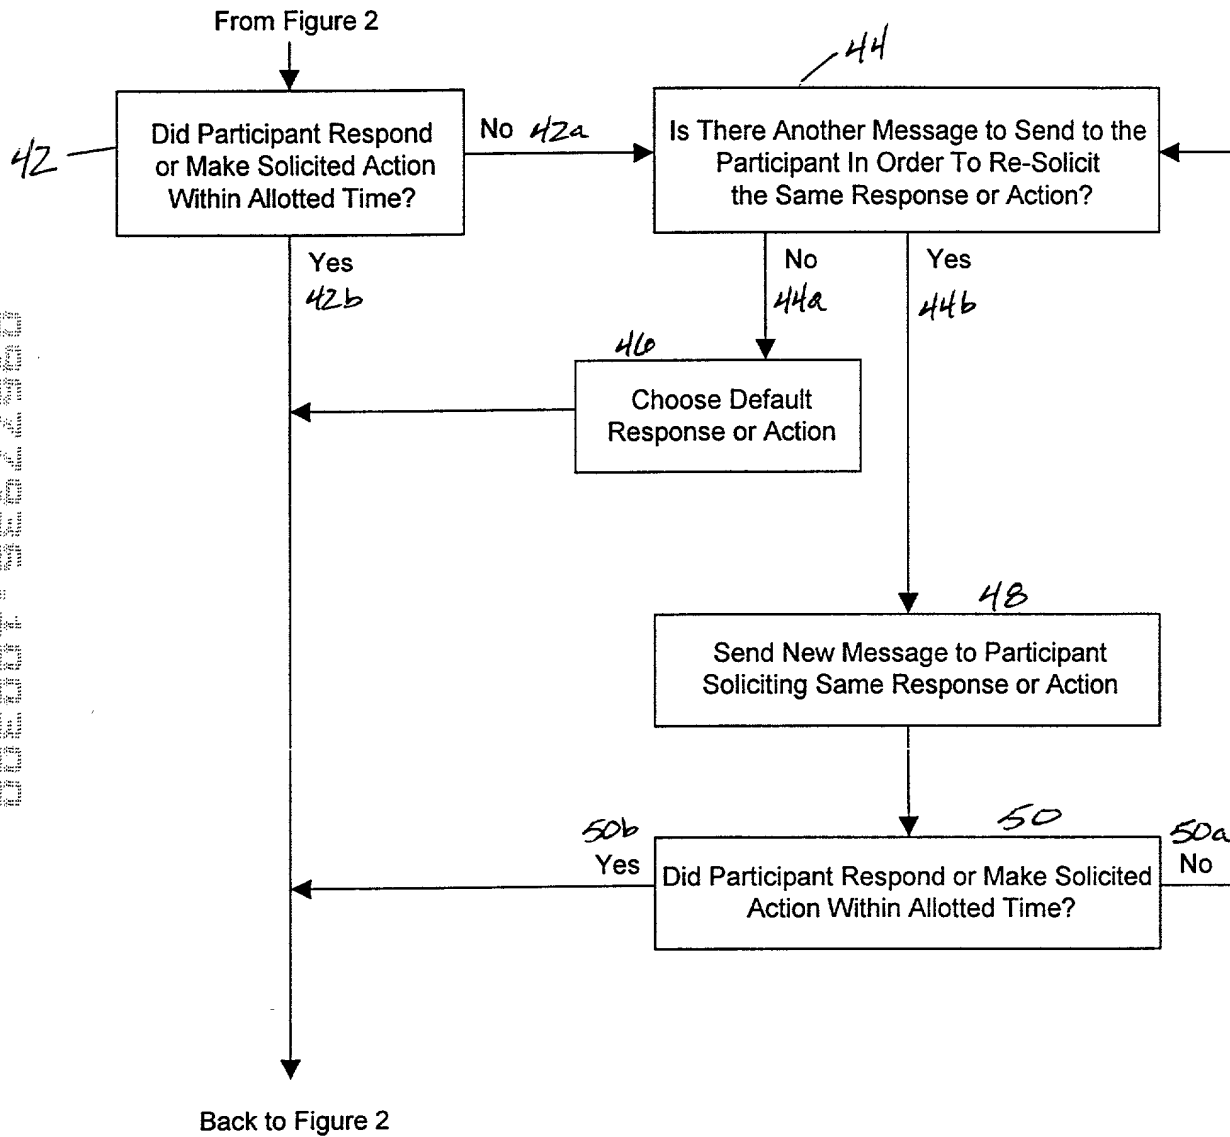 From Figure 2
44
42
Did Participant Respond
or Make Solicited Action
Within Allotted Time?
No 42a
Is There Another Message to Send to the
Participant In Order To Re-Solicit
the Same Response or Action?
Yes
42b
No
44a
Yes
44b
46
Choose Default
Response or Action
48
Send New Message to Participant
Soliciting Same Response or Action
50b
Yes
50
Did Participant Respond or Make Solicited
Action Within Allotted Time?
50a
No
Back to Figure 2